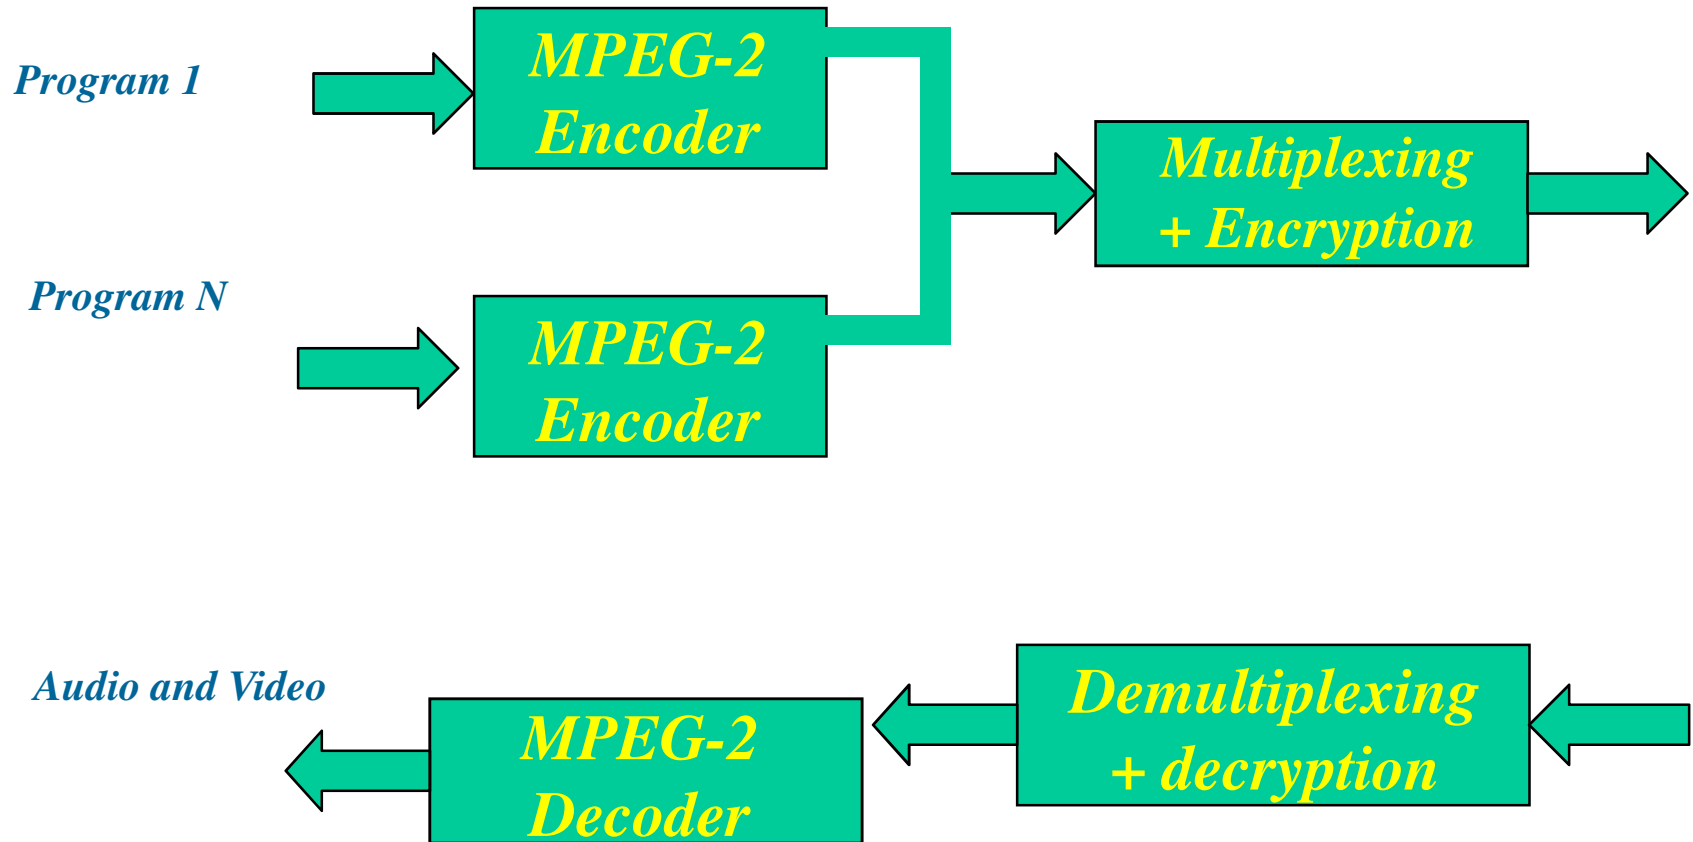 Program 1
MPEG-2
Encoder
Multiplexing
+ Encryption
Program N
MPEG-2
Encoder
Audio and Video
MPEG-2
Decoder
Demultiplexing
+ decryption